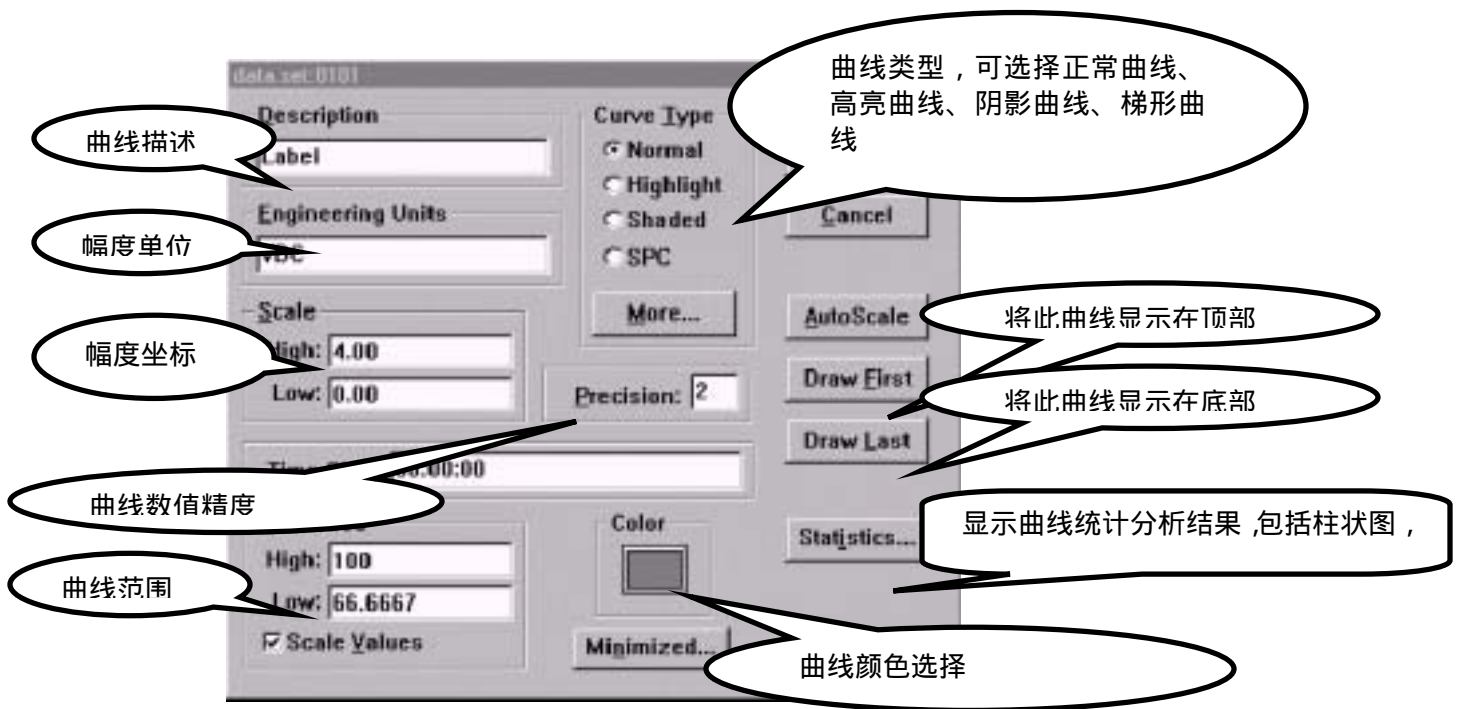 data set 0101
曲线类型，可选择正常曲线、
高亮曲线、阴影曲线、梯形曲
线
Description
Curve Type
曲线描述
Label
Normal
Highlight
Engineering Units
Shaded
Cancel
幅度单位
VDC
SPC
Scale
More...
AutoScale
将此曲线显示在顶部
幅度坐标
High: 4.00
Low: 0.00
Precision: 2
Draw First
将此曲线显示在底部
Draw Last
:00:00
曲线数值精度
Color
Statistics...
显示曲线统计分析结果,包括柱状图，
High: 100
曲线范围
Low: 66.6667
Scale Values
Minimized...
曲线颜色选择